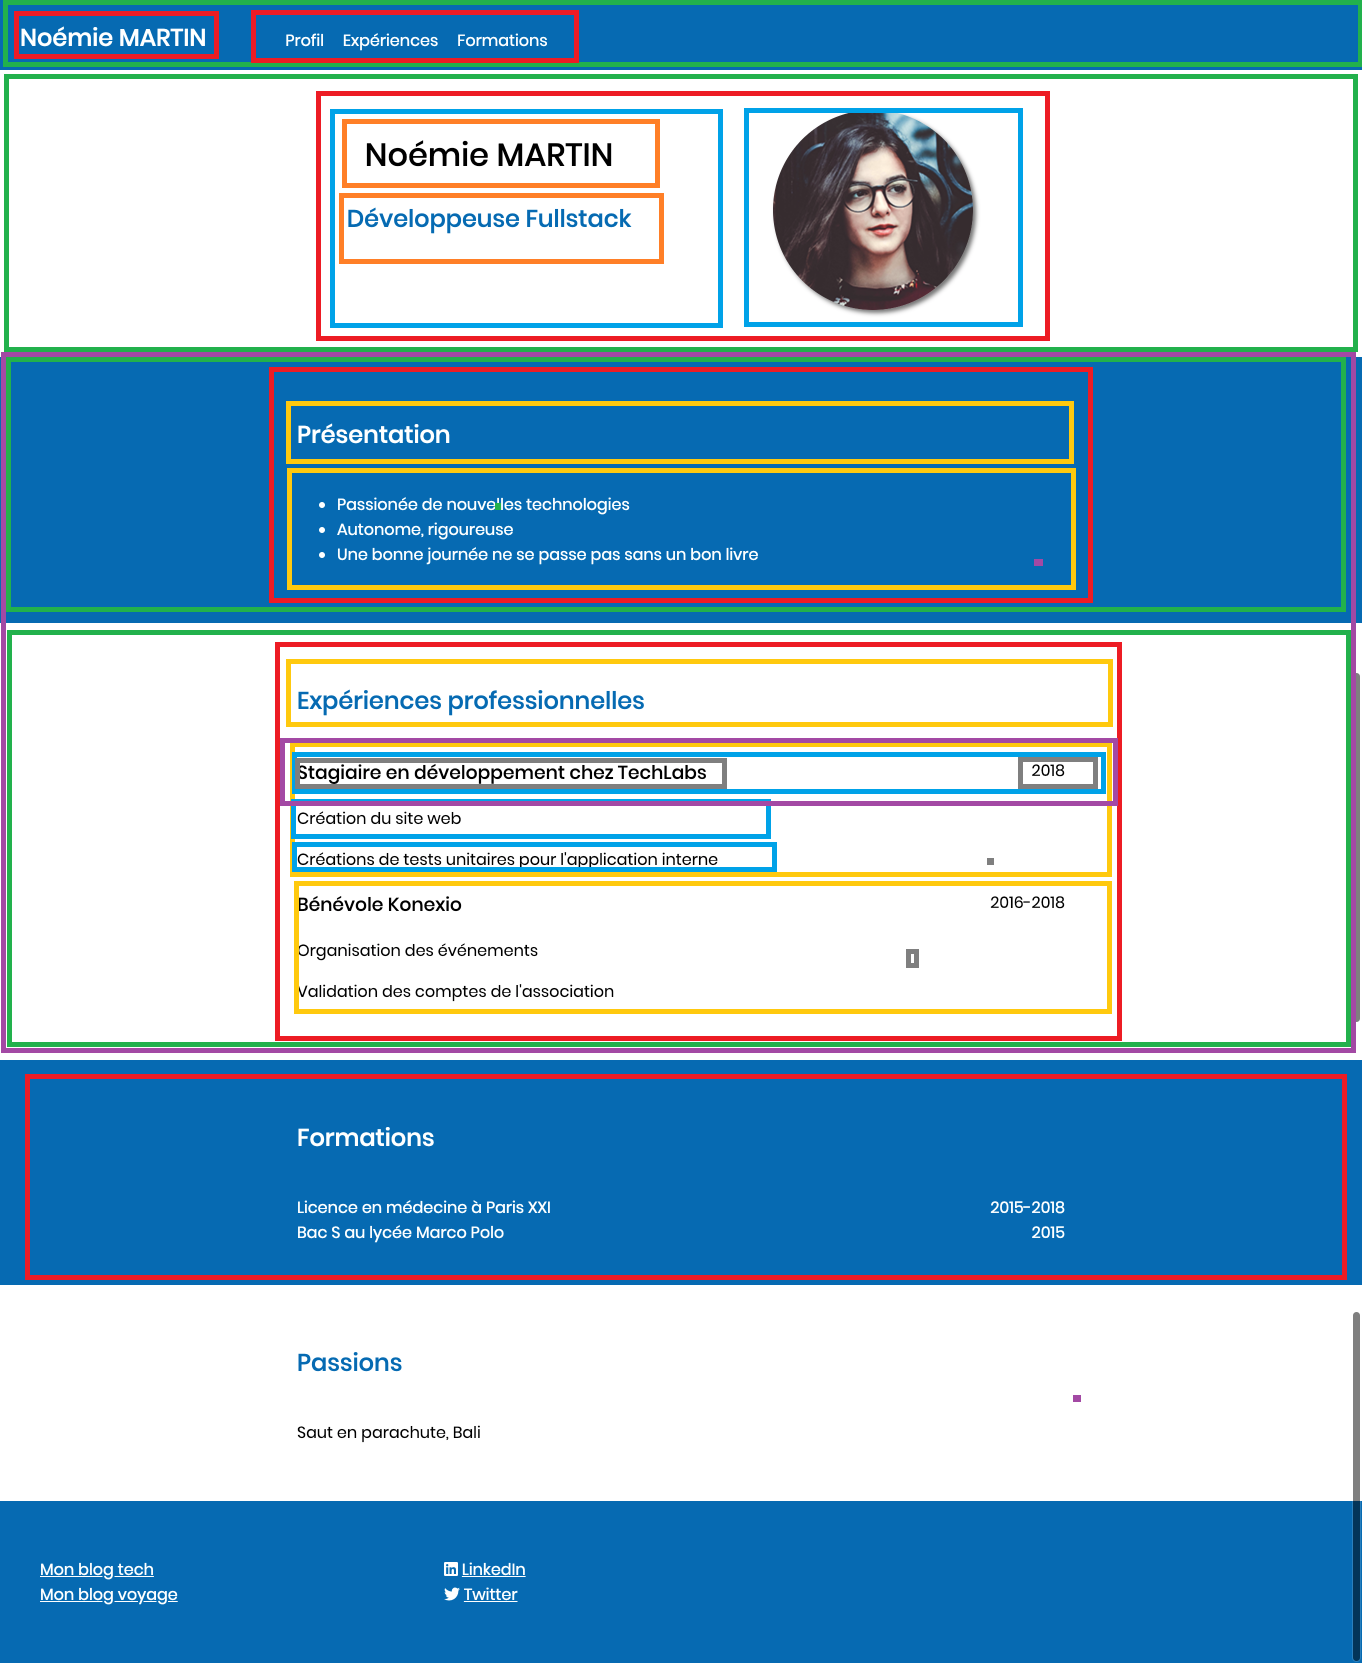 Noémie MARTIN
Profil Expériences Formations
Noémie MARTIN
Développeuse Fullstack
Présentation
Passionée de nouvelles technologies
Autonome, rigoureuse
Une bonne journée ne se passe pas sans un bon livre
Expériences professionnelles
Stagiaire en développement chez TechLabs 2018
Création du site web
Créations de tests unitaires pour l'application interne
Bénévole Konexio 2016-2018
Organisation des événements
Validation des comptes de l'association
Formations
Licence en médecine à Paris XXI 2015-2018
Bac S au lycée Marco Polo 2015
Passions
Saut en parachute, Bali
Mon blog tech LinkedIn
Mon blog voyage Twitter